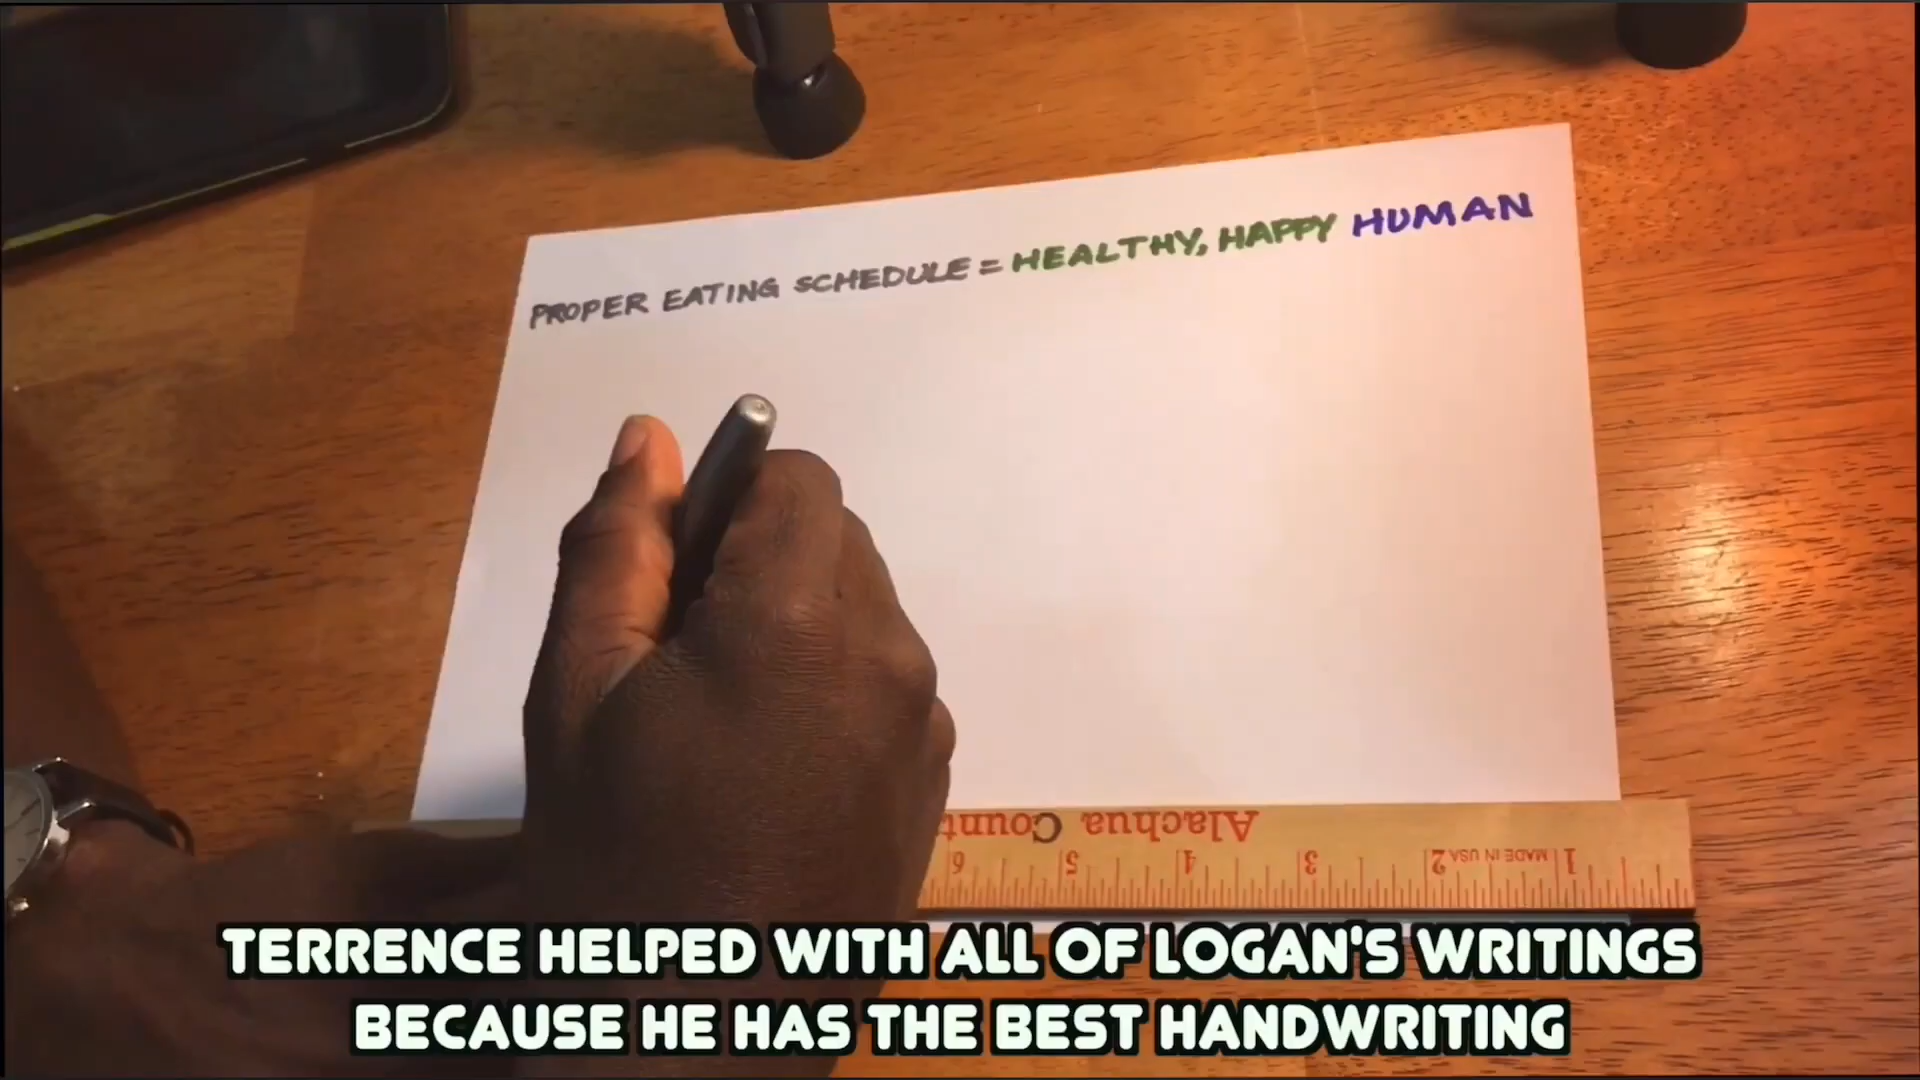 PROPER EATING SCHEDULE = HEALTHY, HAPPY HUMAN
Alachua Count
6 5 4 3 2 MADE IN USA 1
TERRENCE HELPED WITH ALL OF LOGAN'S WRITINGS
BECAUSE HE HAS THE BEST HANDWRITING